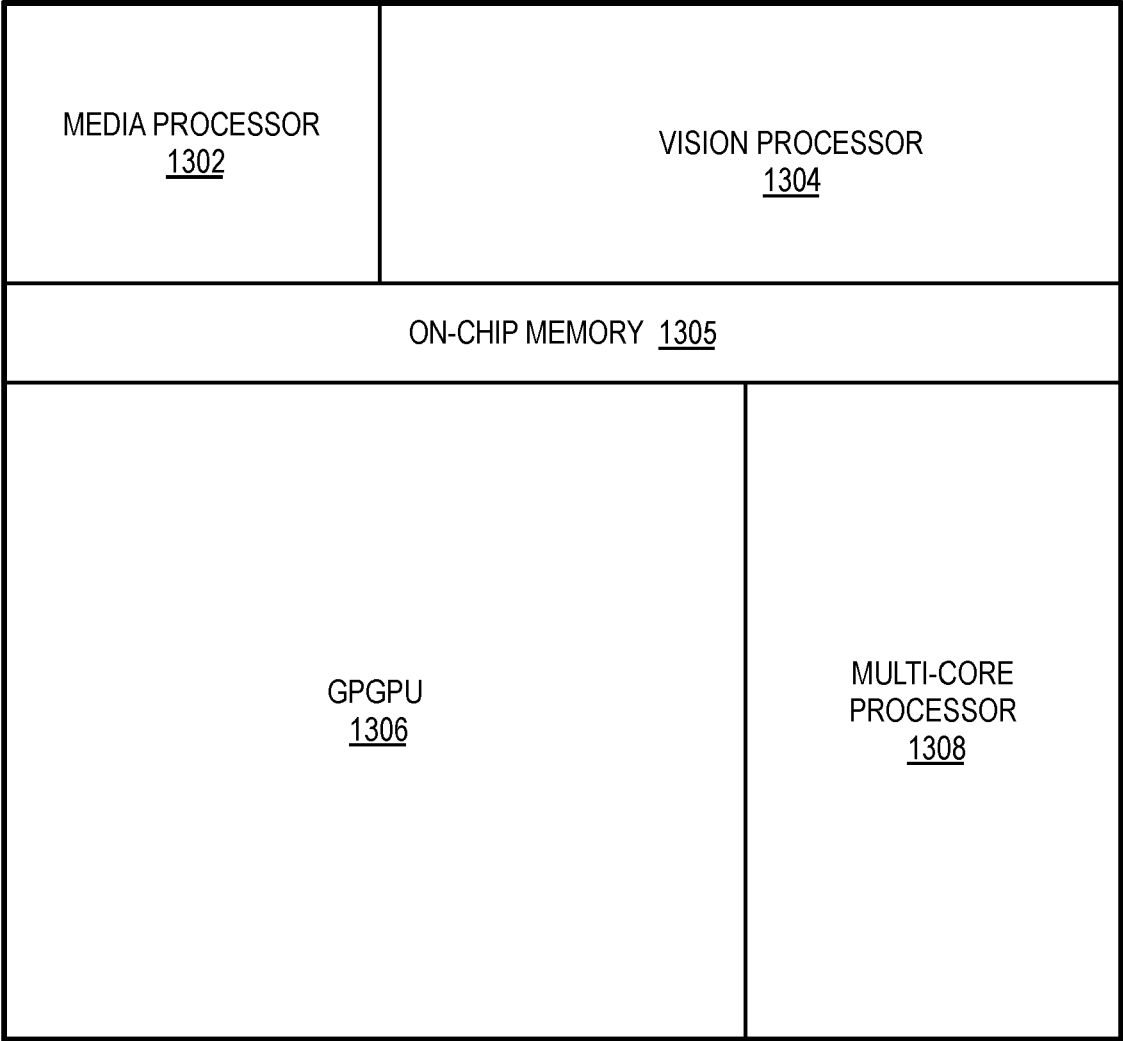 MEDIA PROCESSOR
1302
VISION PROCESSOR
1304
ON-CHIP MEMORY 1305
GPGPU
1306
MULTI-CORE
PROCESSOR
1308